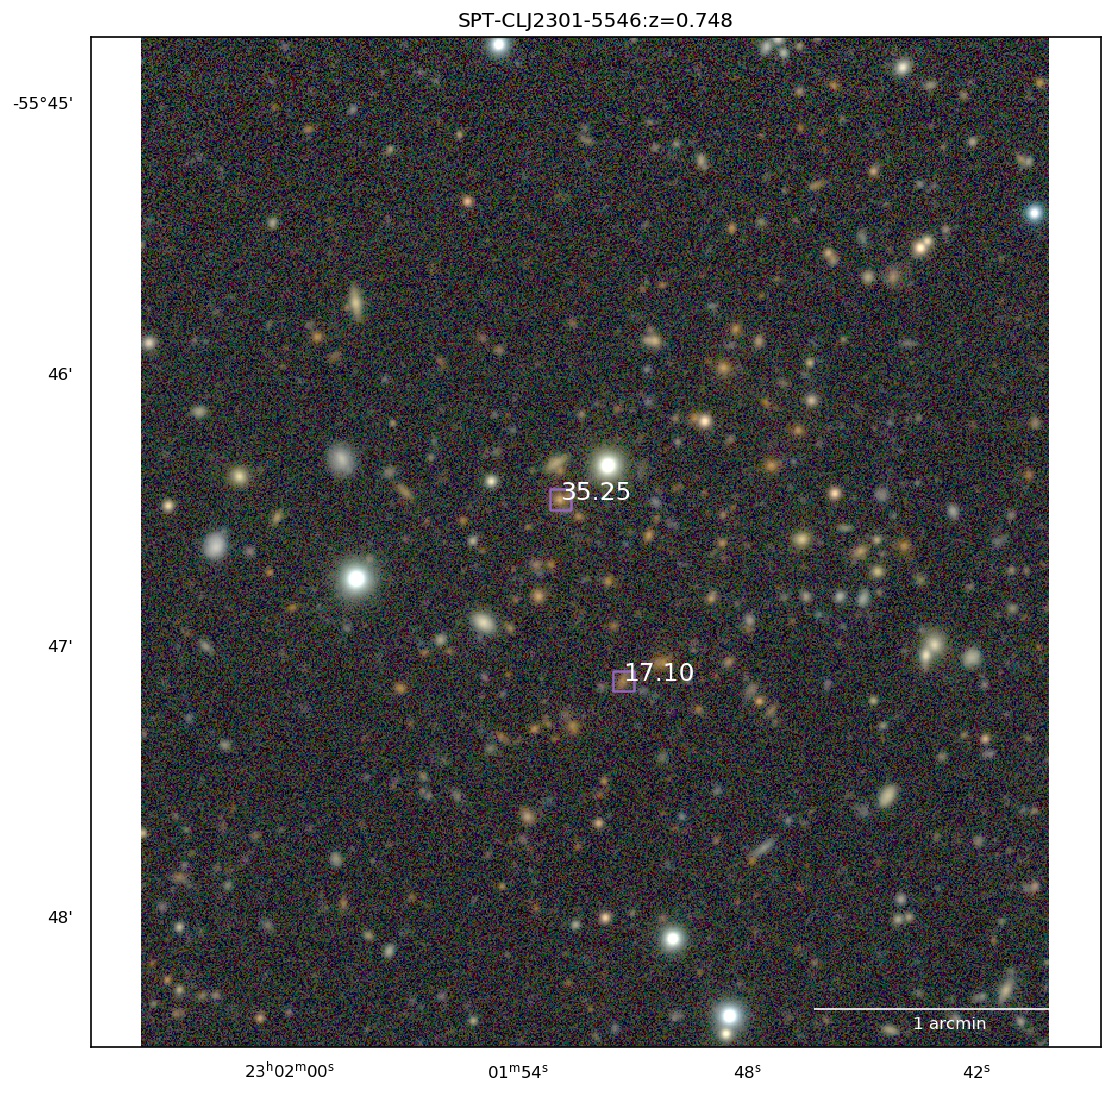 SPT-CLJ2301-5546:z=0.748
-55°45'
46'
35.25
47'
17.10
48'
1 arcmin
23ʰ02ᵐ00ˢ 01ᵐ54ˢ 48ˢ 42ˢ